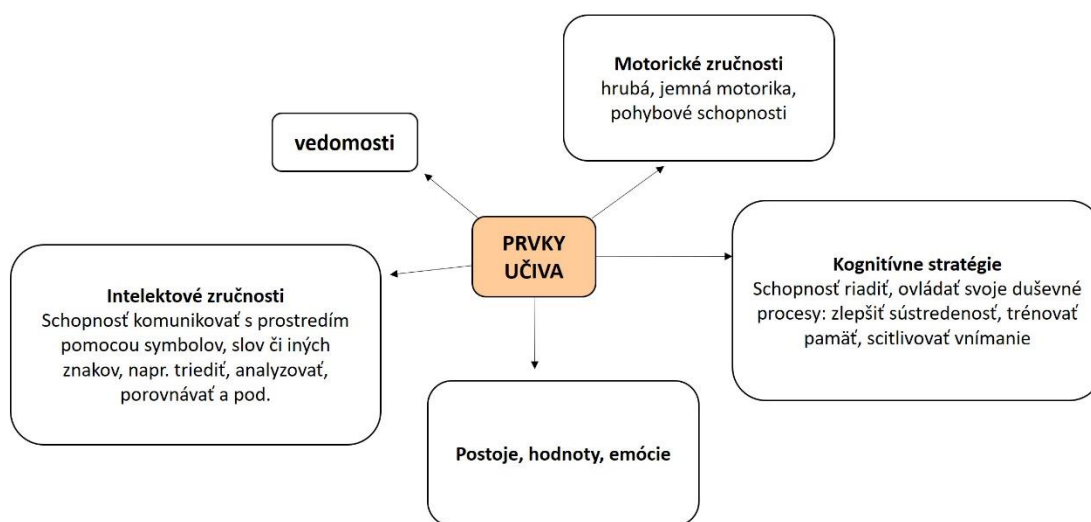 Motorické zručnosti
hrubá, jemná motorika,
pohybové schopnosti
vedomosti
PRVKY
UČIVA
Kognitívne stratégie
Schopnosť riadiť, ovládať svoje duševné
procesy: zlepšiť sústredenosť, trénovať
pamäť, scitlivovať vnímanie
Intelektové zručnosti
Schopnosť komunikovať s prostredím
pomocou symbolov, slov či iných
znakov, napr. triediť, analyzovať,
porovnávať a pod.
Postoje, hodnoty, emócie